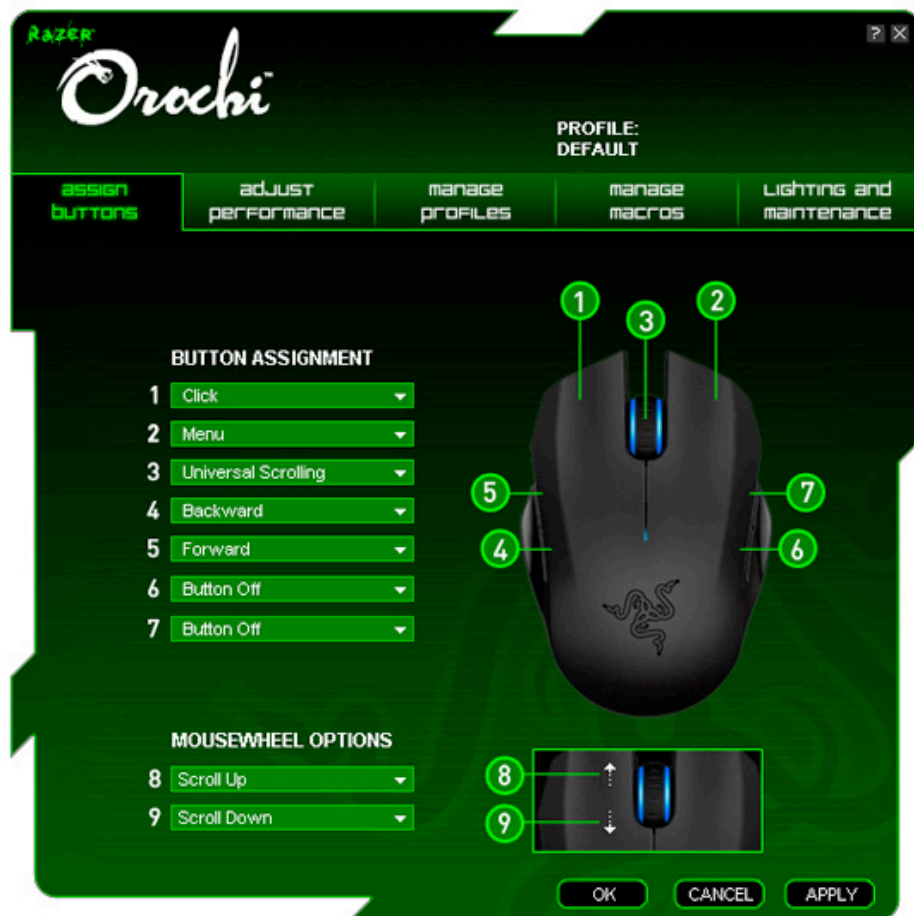 RAZER
Orochi™
? X
PROFILE:
DEFAULT
assign
buttons
adjust
performance
manage
profiles
manage
macros
Lighting and
maintenance
1
2
3
BUTTON ASSIGNMENT
1 Click
2 Menu
3 Universal Scrolling
4 Backward
5 Forward
6 Button Off
7 Button Off
5
7
4
6
MOUSEWHEEL OPTIONS
8 Scroll Up
9 Scroll Down
8
9
OK
CANCEL
APPLY